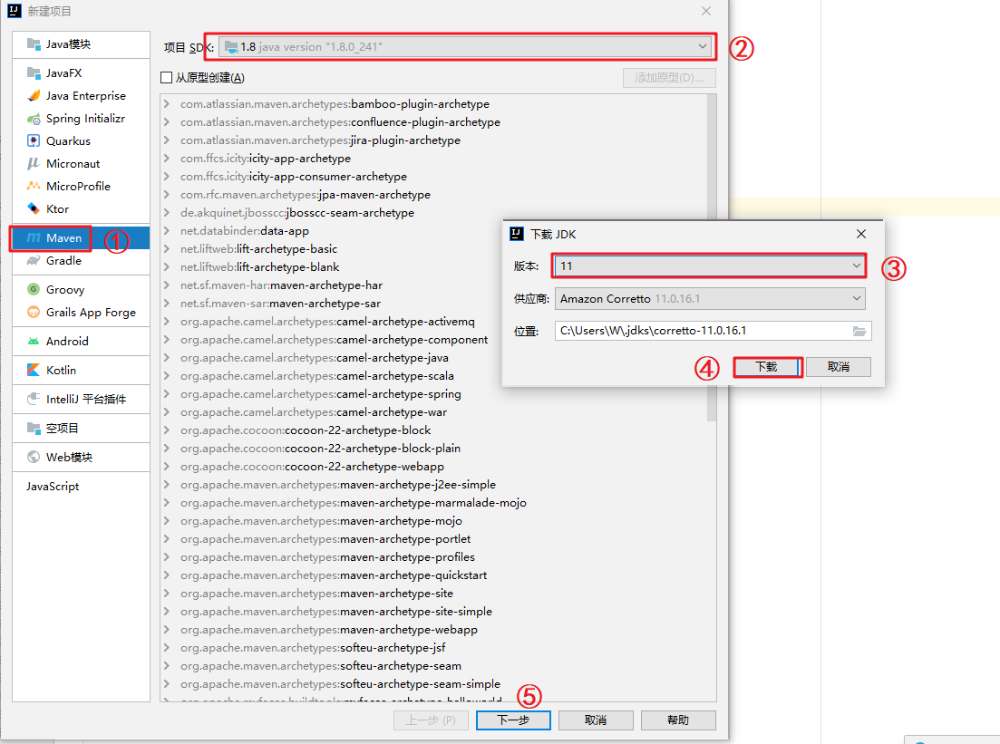 新建项目
Java模块
JavaFX
Java Enterprise
Spring Initializr
Quarkus
Micronaut
MicroProfile
Ktor
Maven ①
Gradle
Groovy
Grails App Forge
Android
Kotlin
IntelliJ 平台插件
空项目
Web模块
JavaScript
项目 SDK: 1.8 java version "1.8.0_241" ②
从原型创建(A) 添加原型(D)...
com.atlassian.maven.archetypes:bamboo-plugin-archetype
com.atlassian.maven.archetypes:confluence-plugin-archetype
com.atlassian.maven.archetypes:jira-plugin-archetype
com.ffcs.icity:icity-app-archetype
com.ffcs.icity:icity-app-consumer-archetype
com.rfc.maven.archetypes:jpa-maven-archetype
de.akquinet.jbosscc:jbosscc-seam-archetype
net.databinder:data-app
net.liftweb:lift-archetype-basic
net.liftweb:lift-archetype-blank
net.sf.maven-har:maven-archetype-har
net.sf.maven-sar:maven-archetype-sar
org.apache.camel.archetypes:camel-archetype-activemq
org.apache.camel.archetypes:camel-archetype-component
org.apache.camel.archetypes:camel-archetype-java
org.apache.camel.archetypes:camel-archetype-scala
org.apache.camel.archetypes:camel-archetype-spring
org.apache.camel.archetypes:camel-archetype-war
org.apache.cocoon:cocoon-22-archetype-block
org.apache.cocoon:cocoon-22-archetype-block-plain
org.apache.cocoon:cocoon-22-archetype-webapp
org.apache.maven.archetypes:maven-archetype-j2ee-simple
org.apache.maven.archetypes:maven-archetype-marmalade-mojo
org.apache.maven.archetypes:maven-archetype-mojo
org.apache.maven.archetypes:maven-archetype-portlet
org.apache.maven.archetypes:maven-archetype-profiles
org.apache.maven.archetypes:maven-archetype-quickstart
org.apache.maven.archetypes:maven-archetype-site
org.apache.maven.archetypes:maven-archetype-site-simple
org.apache.maven.archetypes:maven-archetype-webapp
org.apache.maven.archetypes:softeu-archetype-jsf
org.apache.maven.archetypes:softeu-archetype-seam
org.apache.maven.archetypes:softeu-archetype-seam-simple
org.apache.myfaces.buildtools:myfaces-archetype-helloworld
下载 JDK
版本: 11 ③
供应商: Amazon Corretto 11.0.16.1
位置: C:\Users\W\.jdks\corretto-11.0.16.1
④ 下载 取消
⑤
上一步 (P) 下一步 取消 帮助